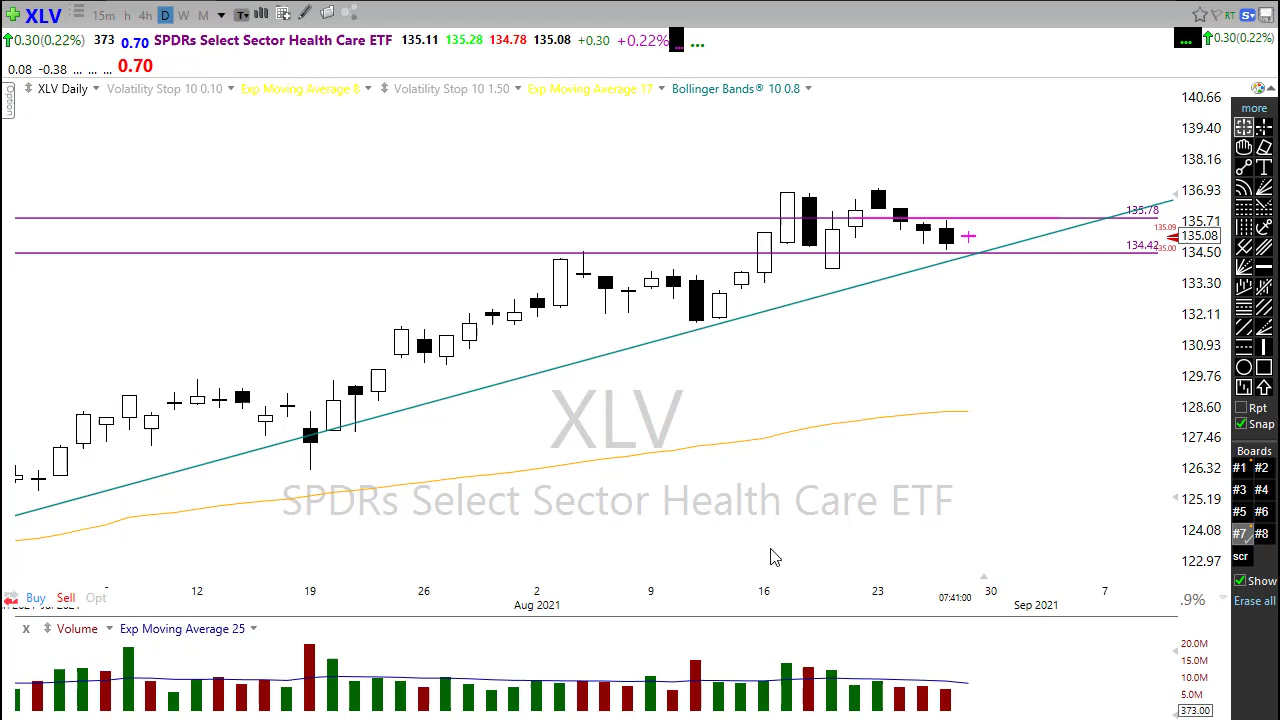 XLV 15m h 4h D W M T RT S
0.30(0.22%) 373 0.70 SPDRs Select Sector Health Care ETF 135.11 135.28 134.78 135.08 +0.30 +0.22% ... ... ... 0.30(0.22%)
0.08 -0.38 ... ... ... 0.70
Option
XLV Daily Volatility Stop 10 0.10 Exp Moving Average 8 Volatility Stop 10 1.50 Exp Moving Average 17 Bollinger Bands® 10 0.8
140.66
more
139.40
138.16
136.93
135.78
135.71
135.09
135.08
134.42
135.00
134.50
133.30
132.11
130.93
129.76
128.60
127.46
126.32
125.19
124.08
122.97
XLV
SPDRs Select Sector Health Care ETF
T
Rpt
Snap
Boards
#1 #2
#3 #4
#5 #6
#7 #8
scr
Show
Erase all
12 19 26 2 9 16 23 30 7
07:41:00
Buy Sell Opt
Aug 2021 Sep 2021
.9%
x Volume Exp Moving Average 25
20.0M
15.0M
10.0M
5.0M
373.00